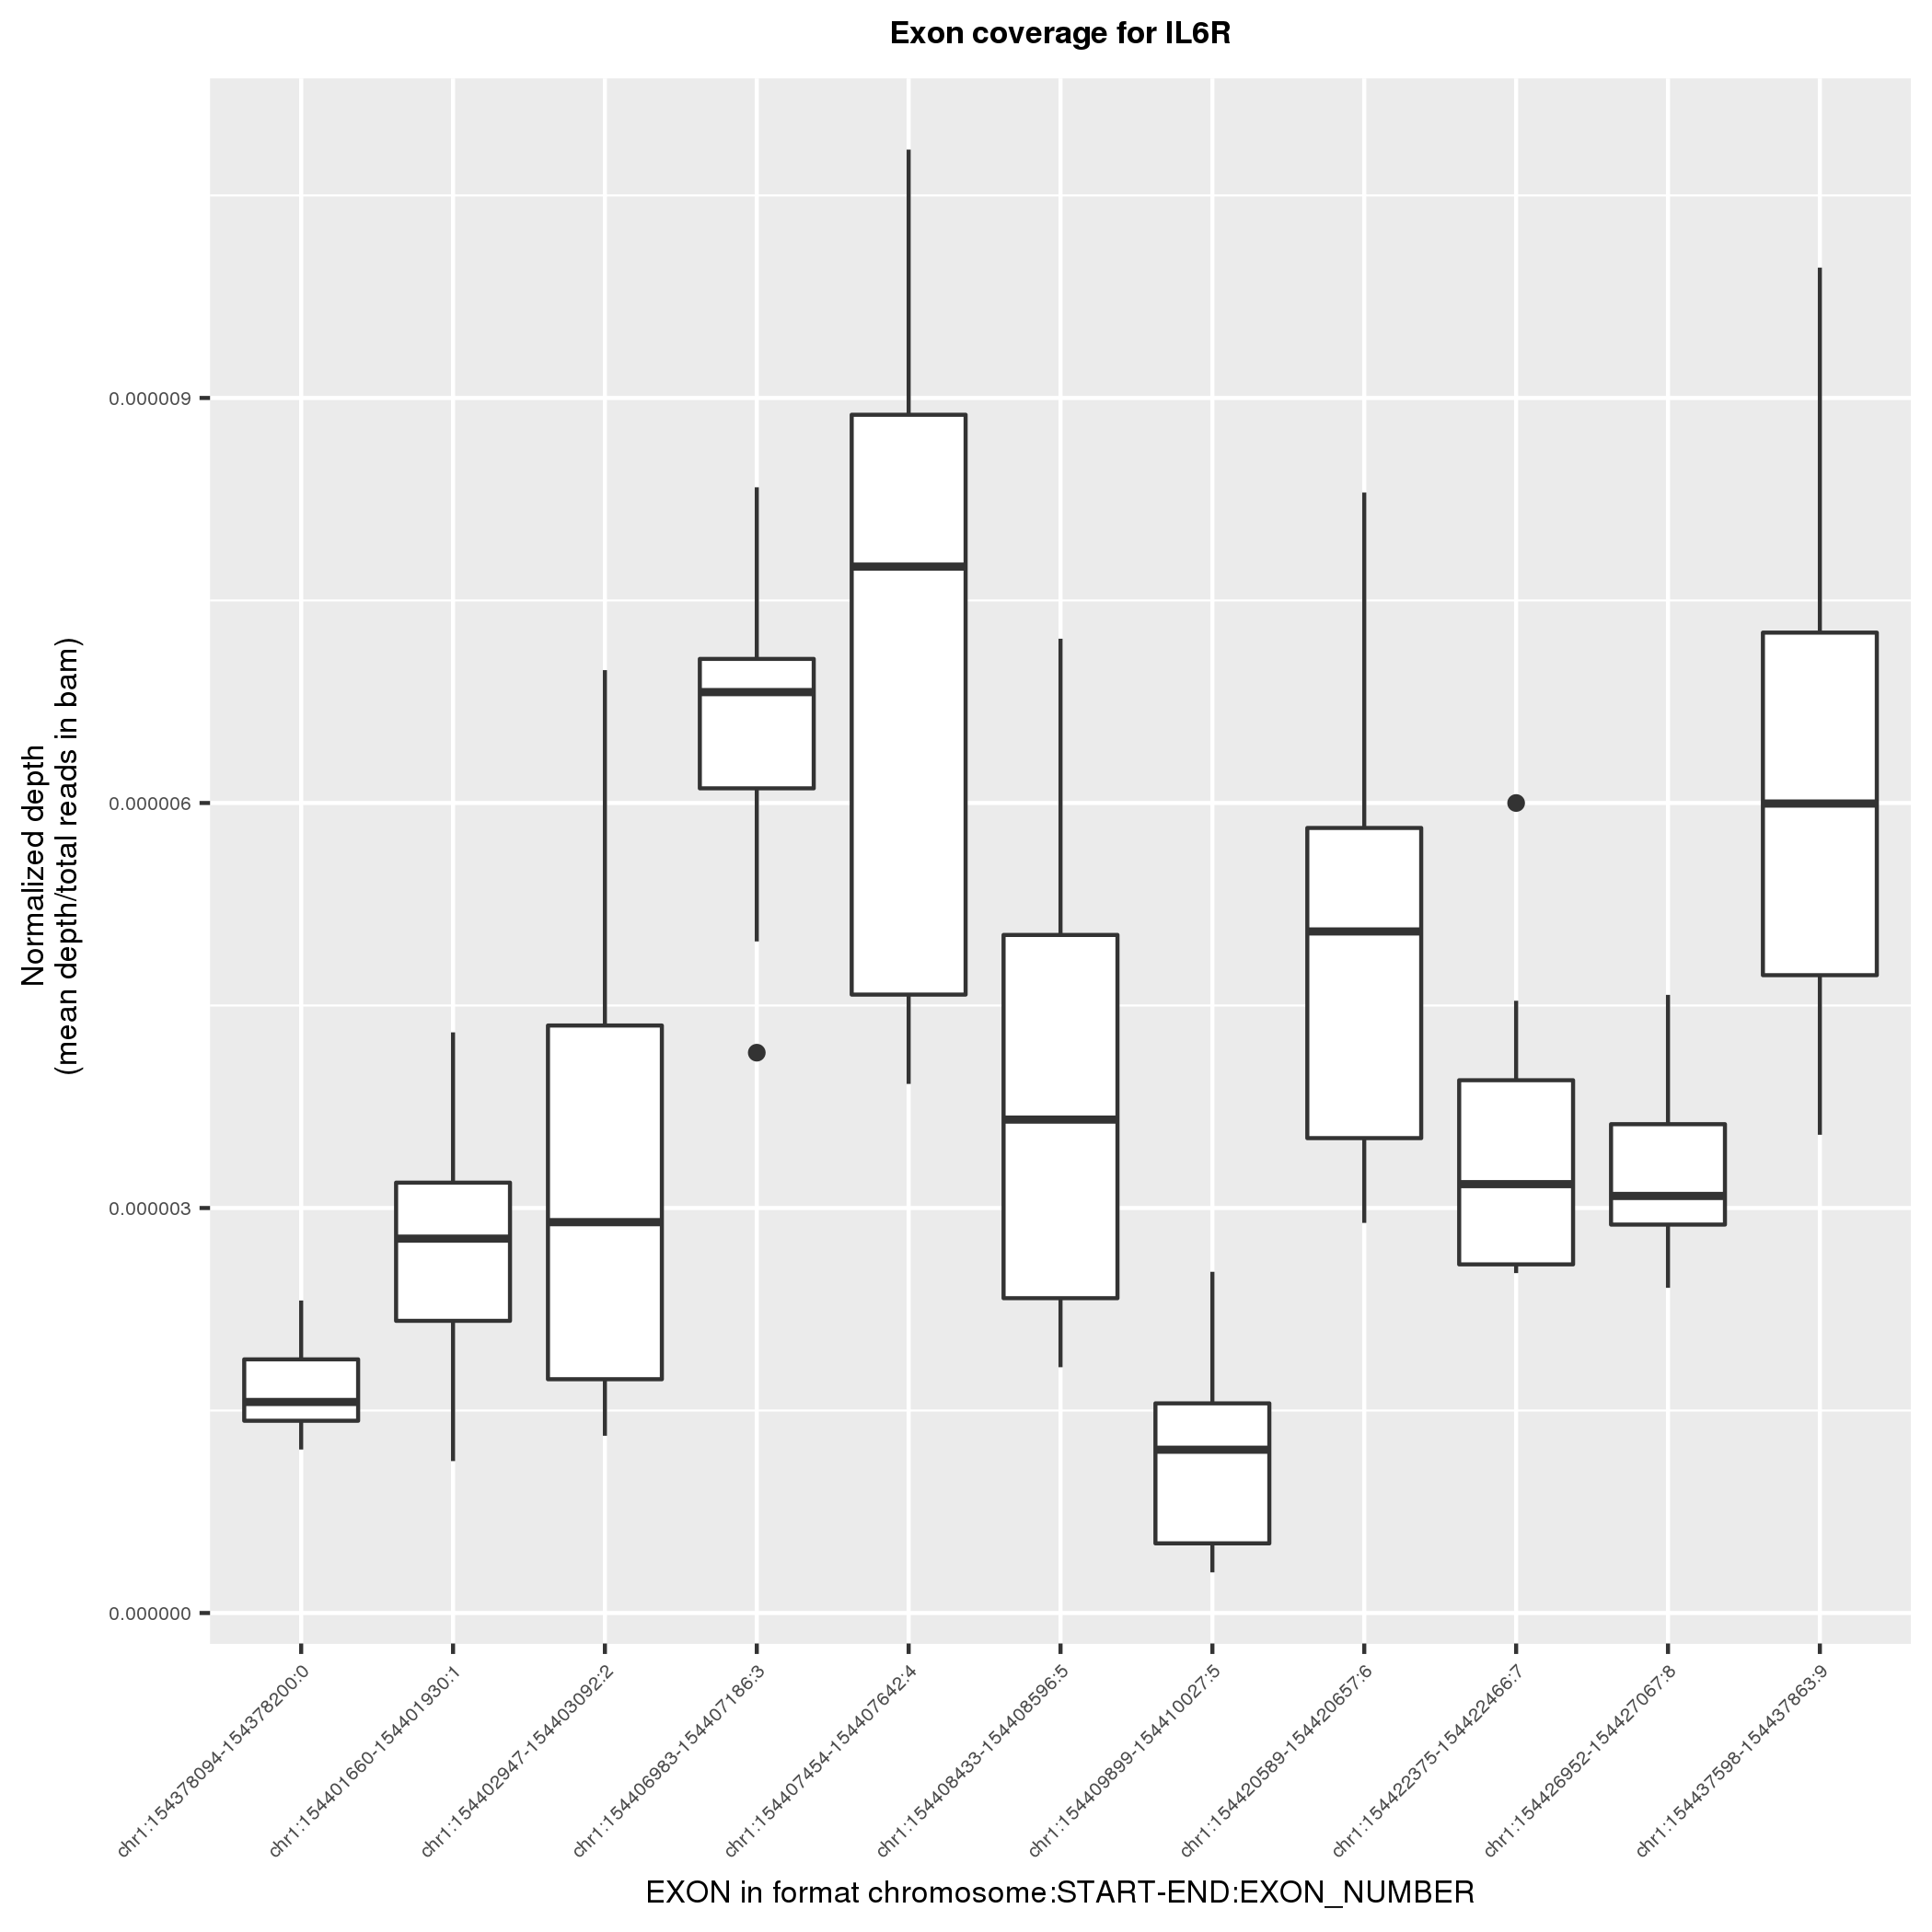 Exon coverage for IL6R
Normalized depth
(mean depth/total reads in bam)
0.000009
0.000006
0.000003
0.000000
chr1:154378094-154378200:0
chr1:154401660-154401930:1
chr1:154402947-154403092:2
chr1:154406983-154407186:3
chr1:154407454-154407642:4
chr1:154408433-154408596:5
chr1:154409899-154410027:5
chr1:154420589-154420657:6
chr1:154422375-154422466:7
chr1:154426952-154427067:8
chr1:154437598-154437863:9
EXON in format chromosome:START-END:EXON_NUMBER